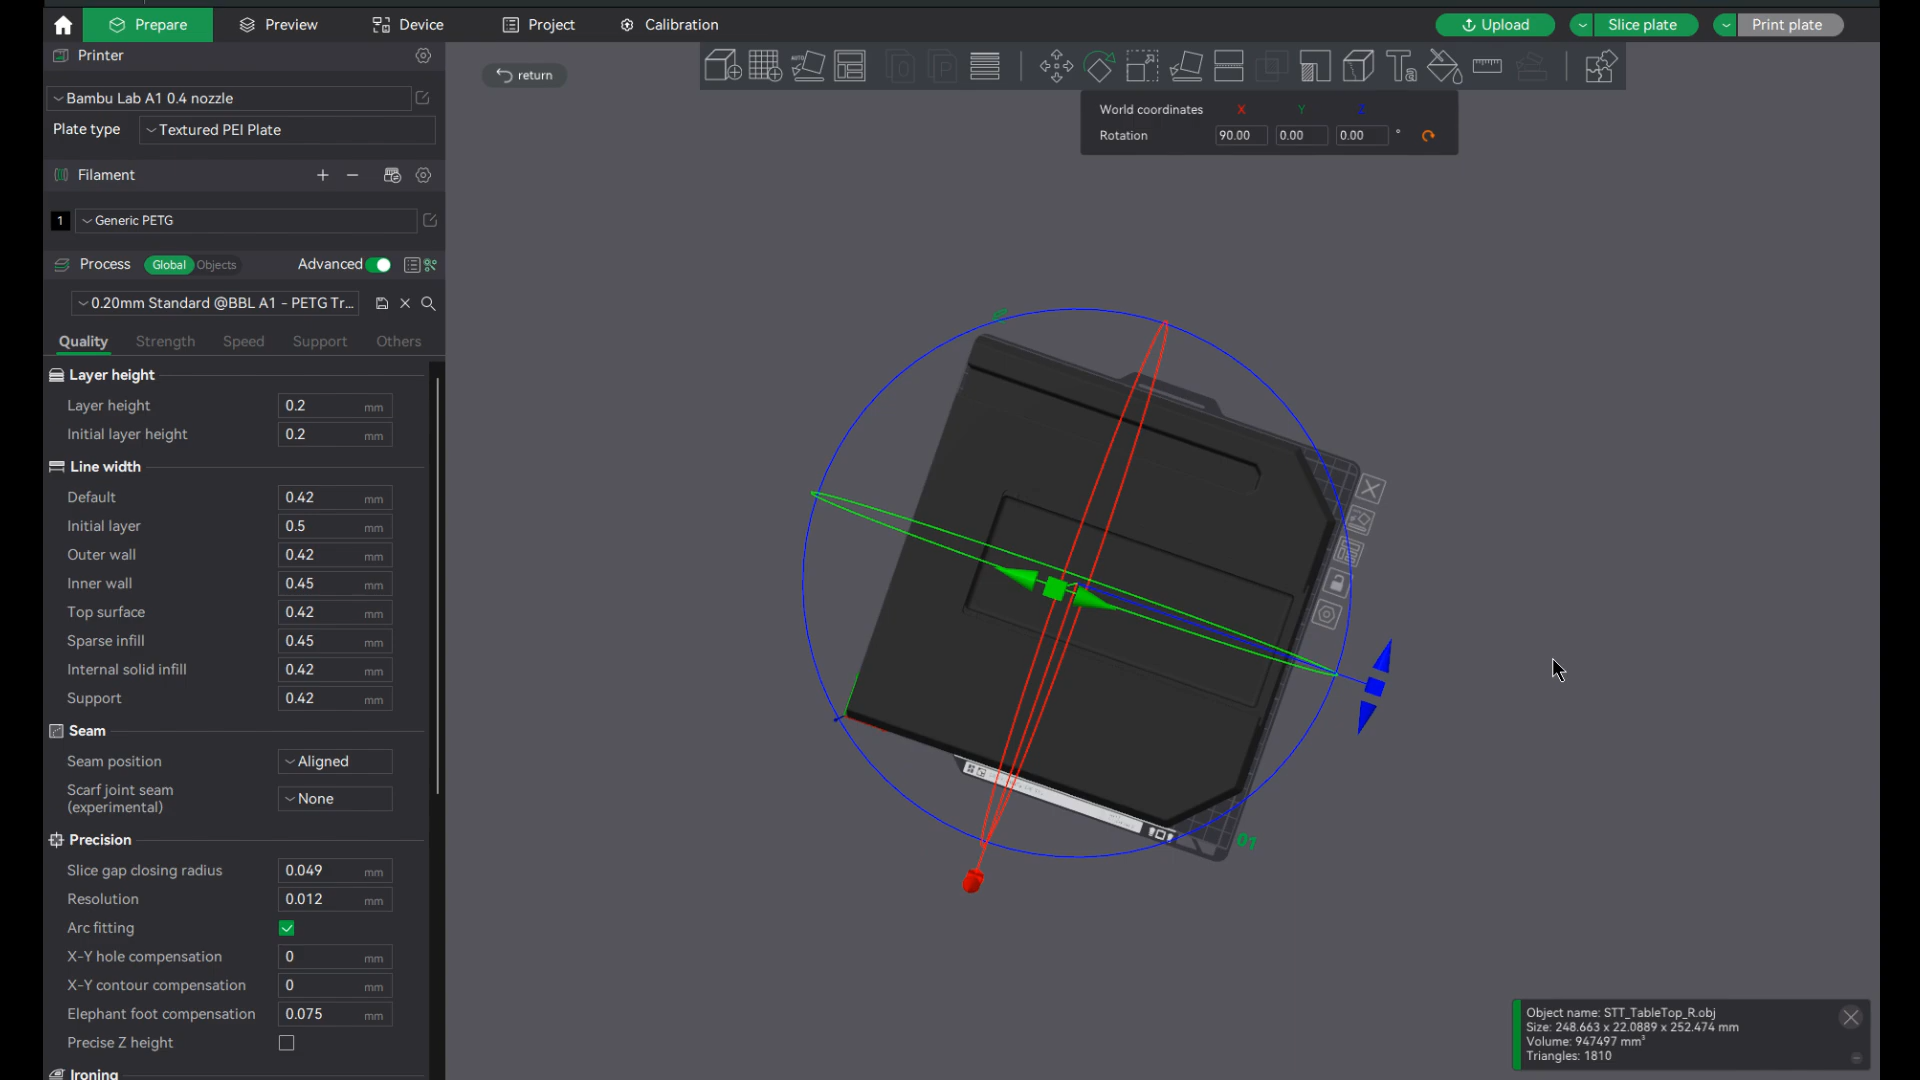 Prepare
Preview
Device
Project
Calibration
Upload
Slice plate
Print plate
Printer
return
Bambu Lab A1 0.4 nozzle
World coordinates X Y Z
Plate type
Textured PEI Plate
Rotation 90.00 0.00 0.00 °
Filament + −
1 Generic PETG
Process Global Objects Advanced
0.20mm Standard @BBL A1 - PETG Tr...
Quality Strength Speed Support Others
Layer height
Layer height 0.2 mm
Initial layer height 0.2 mm
Line width
Default 0.42 mm
Initial layer 0.5 mm
Outer wall 0.42 mm
Inner wall 0.45 mm
Top surface 0.42 mm
Sparse infill 0.45 mm
Internal solid infill 0.42 mm
Support 0.42 mm
Seam
Seam position Aligned
Scarf joint seam
(experimental) None
Precision
Slice gap closing radius 0.049 mm
Resolution 0.012 mm
Arc fitting
X-Y hole compensation 0 mm
X-Y contour compensation 0 mm
Elephant foot compensation 0.075 mm
Precise Z height
Ironing
01
Object name: STT_TableTop_R.obj
Size: 248.663 x 22.0889 x 252.474 mm
Volume: 947497 mm³
Triangles: 1810